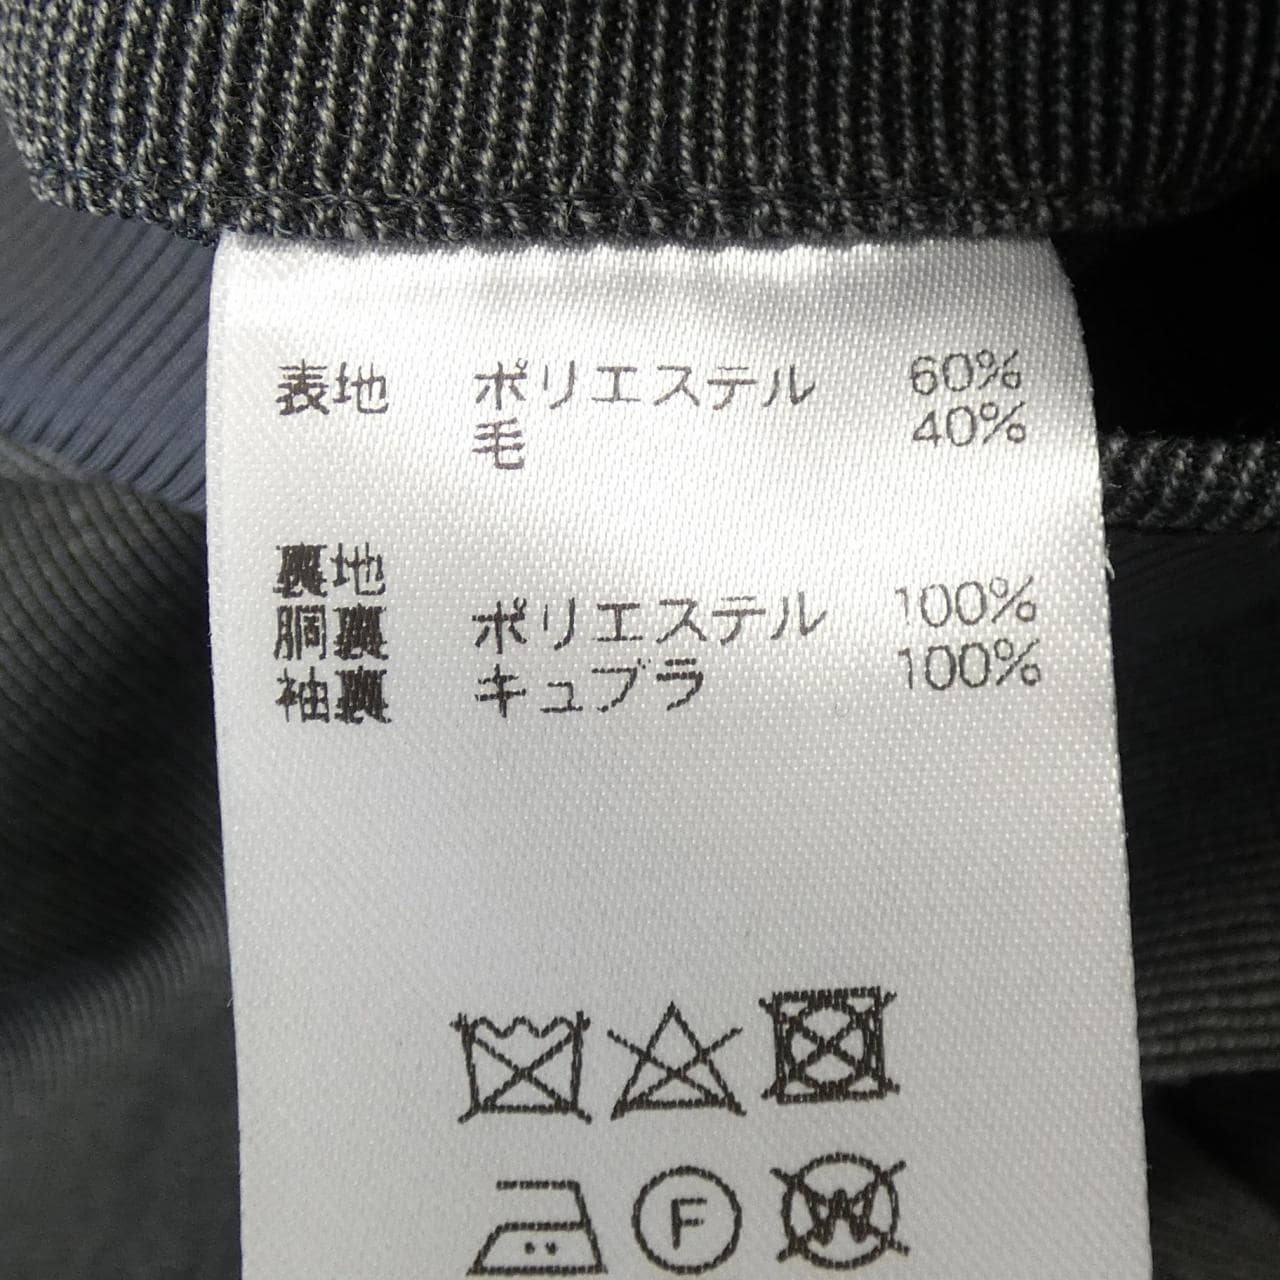 表地 ポリエステル 60%
毛 40%
裏地
胴裏 ポリエステル 100%
袖裏 キュプラ 100%
F
W